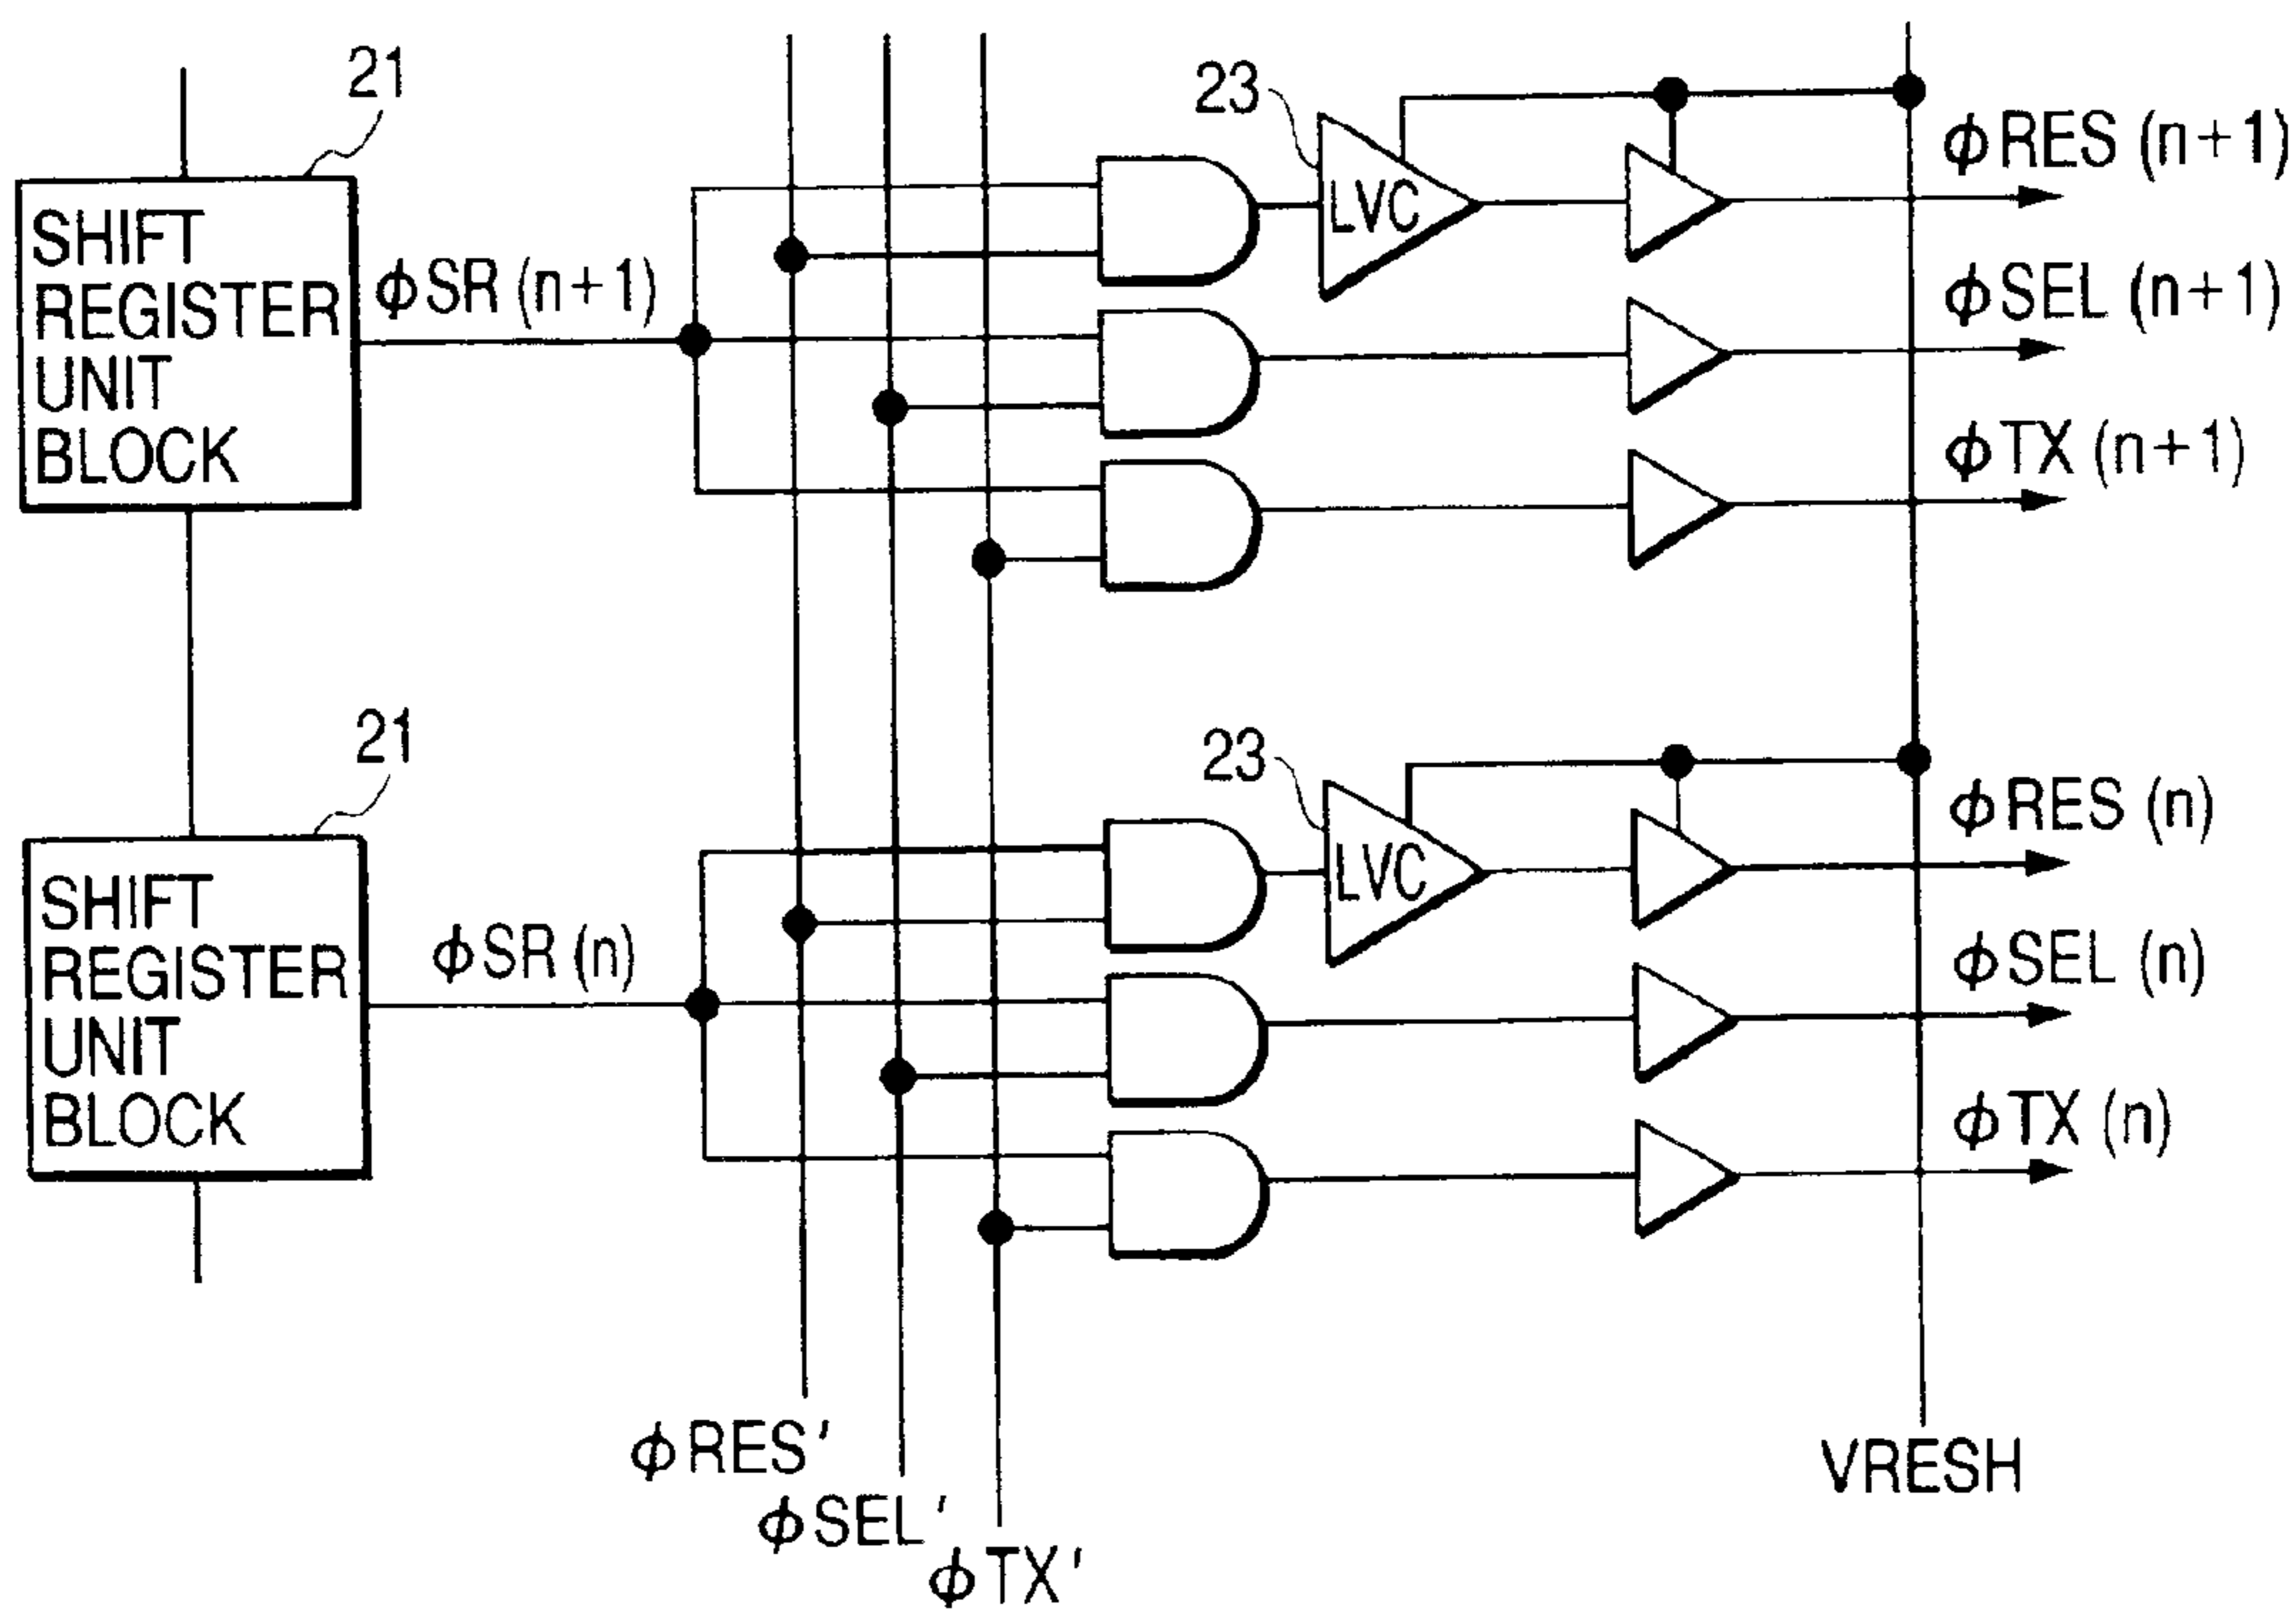 21
SHIFT
REGISTER
UNIT
BLOCK
ϕSR (n+1)
23
LVC
ϕRES (n+1)
ϕSEL (n+1)
ϕTX (n+1)
21
SHIFT
REGISTER
UNIT
BLOCK
ϕSR (n)
23
LVC
ϕRES (n)
ϕSEL (n)
ϕTX (n)
ϕRES'
ϕSEL'
ϕTX'
VRESH